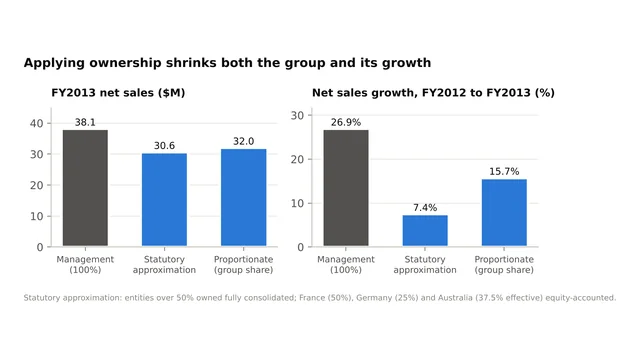 Applying ownership shrinks both the group and its growth
FY2013 net sales ($M)
40
30
20
10
0
38.1
30.6
32.0
Management
(100%)
Statutory
approximation
Proportionate
(group share)
Net sales growth, FY2012 to FY2013 (%)
30
20
10
0
26.9%
7.4%
15.7%
Management
(100%)
Statutory
approximation
Proportionate
(group share)
Statutory approximation: entities over 50% owned fully consolidated; France (50%), Germany (25%) and Australia (37.5% effective) equity-accounted.